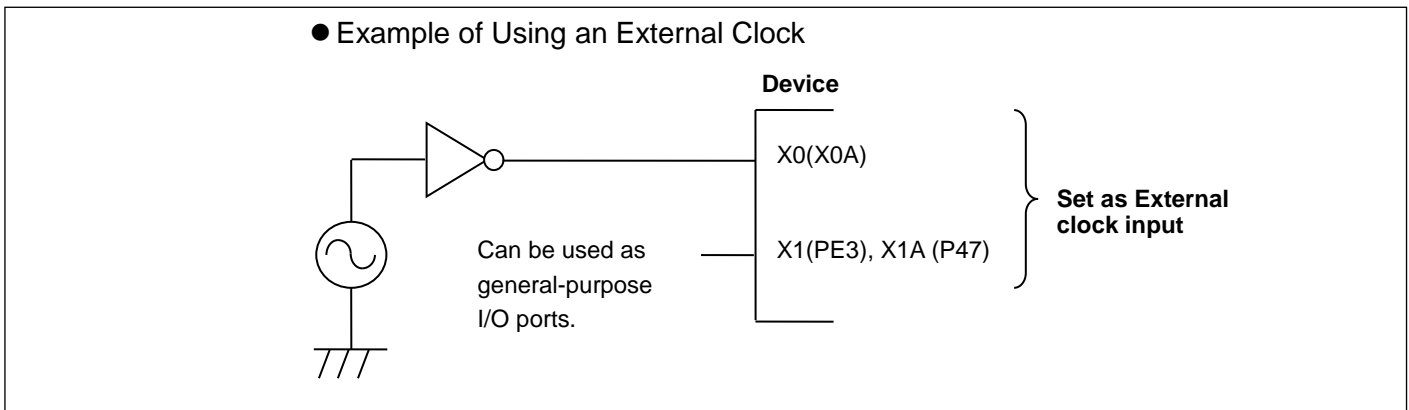 ● Example of Using an External Clock
Device
X0(X0A)
Set as External
clock input
Can be used as
general-purpose
I/O ports.
X1(PE3), X1A (P47)